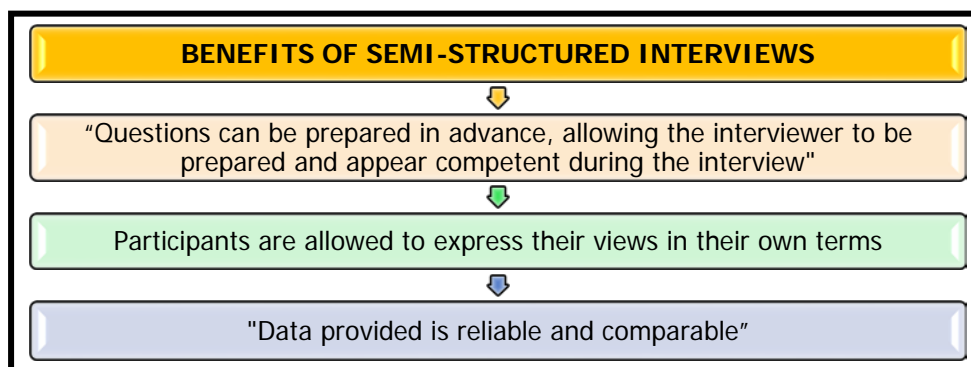 BENEFITS OF SEMI-STRUCTURED INTERVIEWS
“Questions can be prepared in advance, allowing the interviewer to be
prepared and appear competent during the interview"
Participants are allowed to express their views in their own terms
"Data provided is reliable and comparable”